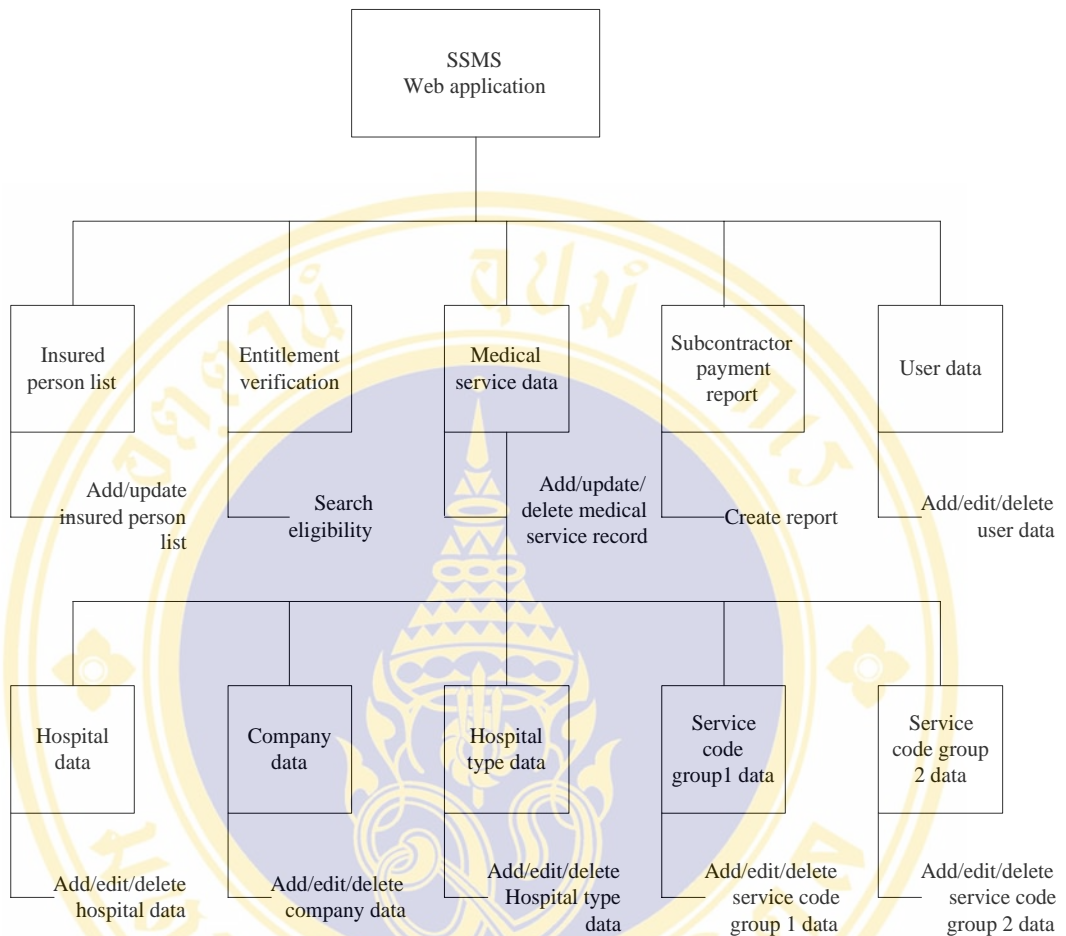 SSMS
Web application
Insured
person list
Entitlement
verification
Medical
service data
Subcontractor
payment
report
User data
Add/update
insured person
list
Search
eligibility
Add/update/
delete medical
service record
Create report
Add/edit/delete
user data
Hospital
data
Company
data
Hospital
type data
Service
code
group1 data
Service
code group
2 data
Add/edit/delete
hospital data
Add/edit/delete
company data
Add/edit/delete
Hospital type
data
Add/edit/delete
service code
group 1 data
Add/edit/delete
service code
group 2 data